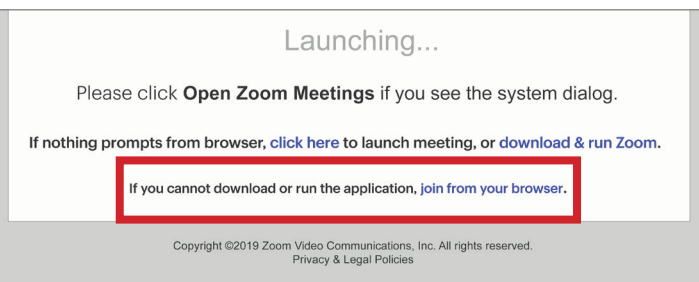 Launching...
Please click Open Zoom Meetings if you see the system dialog.
If nothing prompts from browser, click here to launch meeting, or download & run Zoom.
If you cannot download or run the application, join from your browser.
Copyright ©2019 Zoom Video Communications, Inc. All rights reserved.
Privacy & Legal Policies